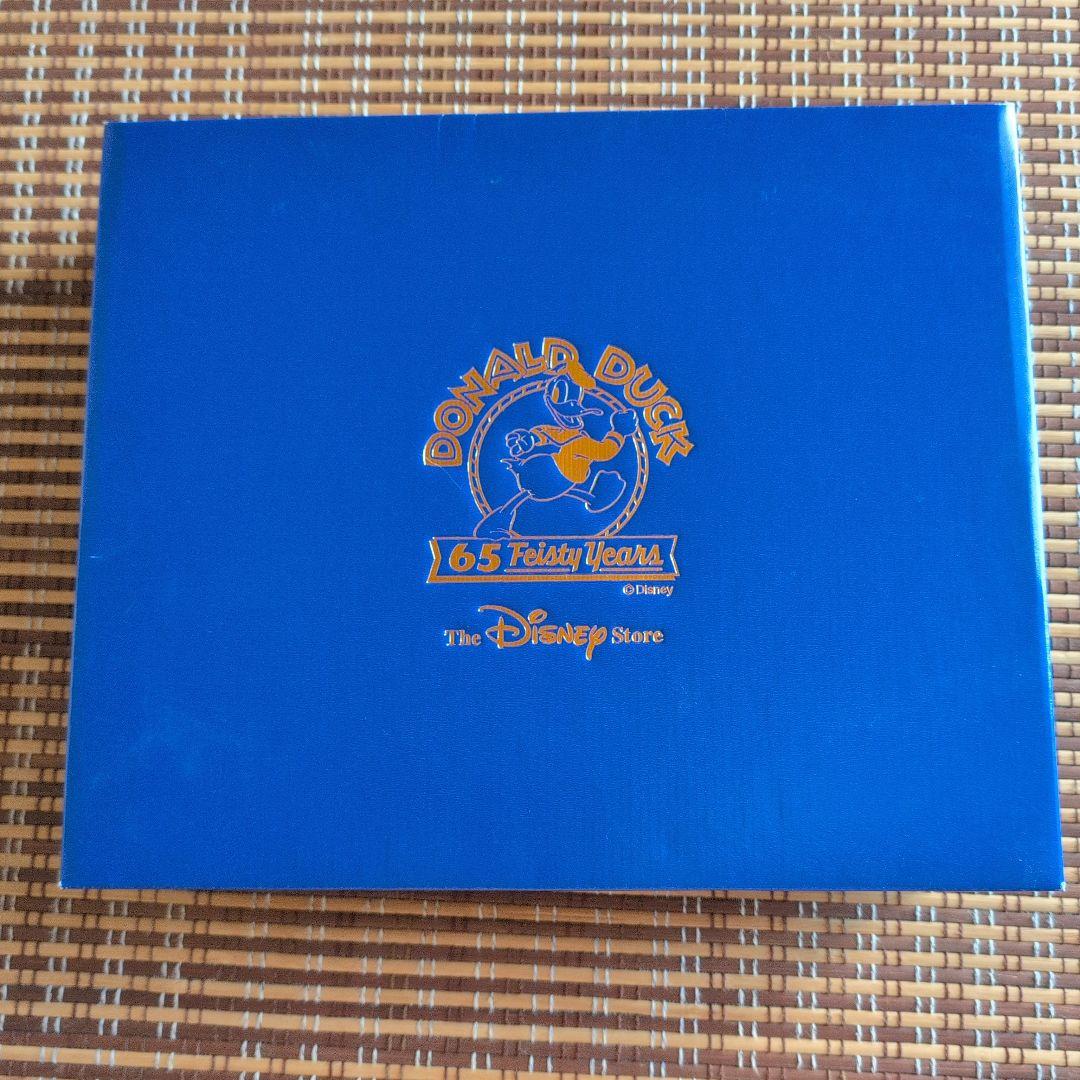 DONALD DUCK
65 Feisty Years
© Disney
The Disney Store